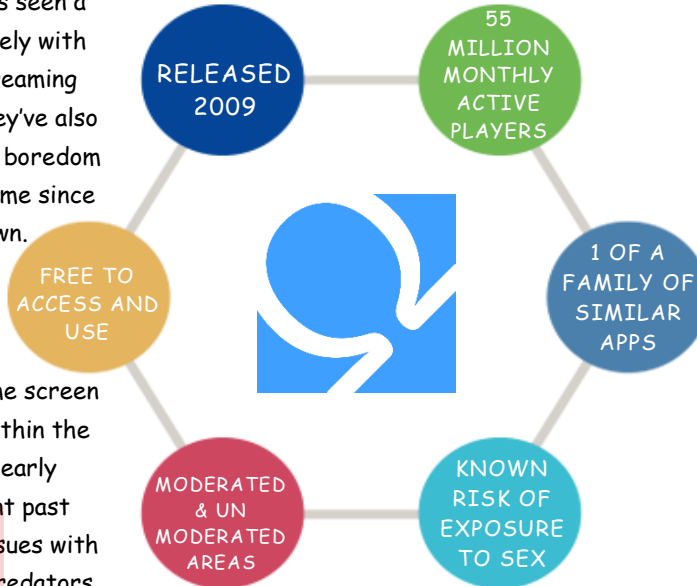 s seen a
ely with
eaming
ey've also
boredom
me since
wn.
ne screen
thin the
early
nt past
sues with
redators
RELEASED
2009
55
MILLION
MONTHLY
ACTIVE
PLAYERS
1 OF A
FAMILY OF
SIMILAR
APPS
KNOWN
RISK OF
EXPOSURE
TO SEX
MODERATED
& UN
MODERATED
AREAS
FREE TO
ACCESS AND
USE